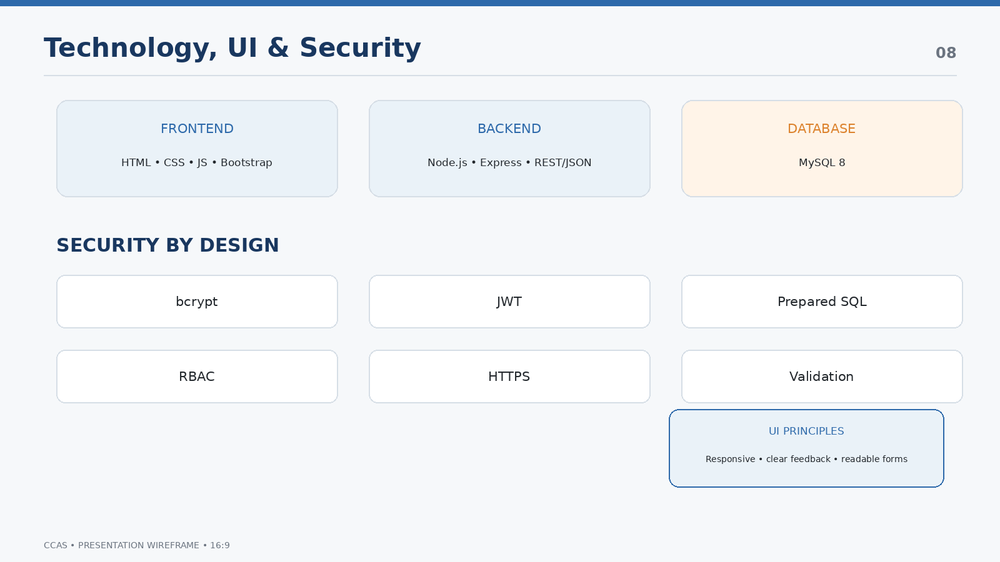 Technology, UI & Security
08
FRONTEND
HTML • CSS • JS • Bootstrap
BACKEND
Node.js • Express • REST/JSON
DATABASE
MySQL 8
SECURITY BY DESIGN
bcrypt
JWT
Prepared SQL
RBAC
HTTPS
Validation
UI PRINCIPLES
Responsive • clear feedback • readable forms
CCAS • PRESENTATION WIREFRAME • 16:9